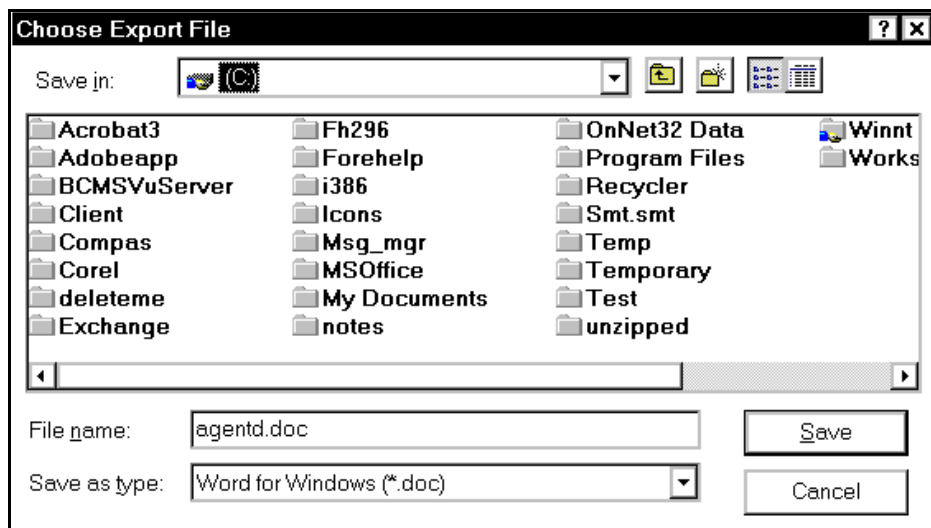 Choose Export File
Save in: (C:)
Acrobat3 Fh296 OnNet32 Data Winnt
Adobeapp Forehelp Program Files Works
BCMSVuServer i386 Recycler
Client Icons Smt.smt
Compas Msg_mgr Temp
Corel MSOffice Temporary
deleteme My Documents Test
Exchange notes unzipped
File name: agentd.doc Save
Save as type: Word for Windows (*.doc) Cancel